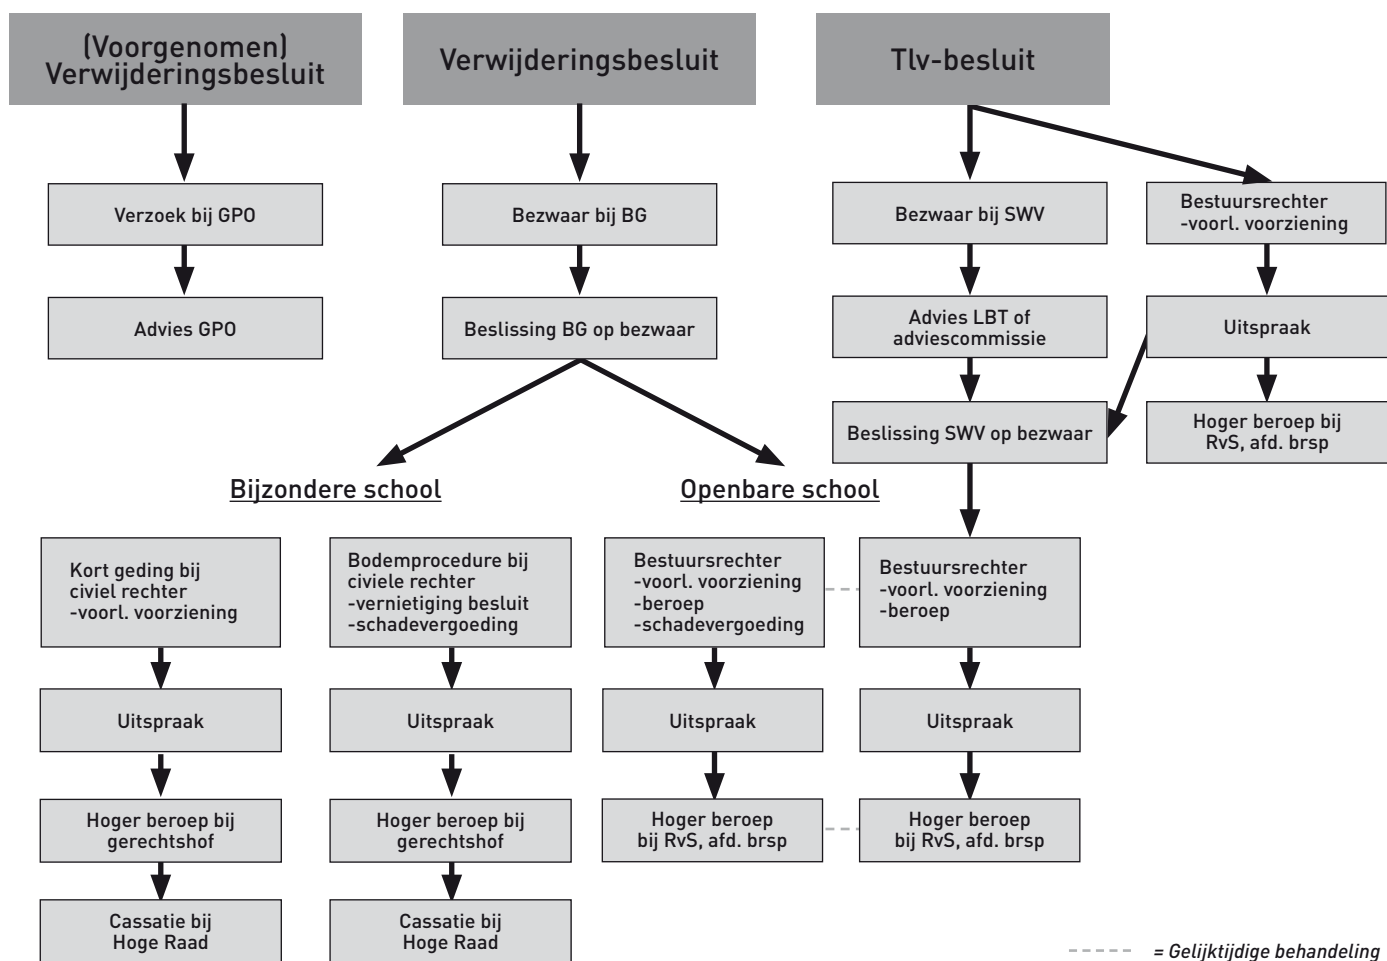 (Voorgenomen)
Verwijderingsbesluit
Verwijderingsbesluit
Tlv-besluit
Verzoek bij GPO
Bezwaar bij BG
Bezwaar bij SWV
Bestuursrechter
-voorl. voorziening
Advies GPO
Beslissing BG op bezwaar
Advies LBT of
adviescommissie
Uitspraak
Beslissing SWV op bezwaar
Hoger beroep bij
RvS, afd. brsp
Bijzondere school
Openbare school
Kort geding bij
civiel rechter
-voorl. voorziening
Bodemprocedure bij
civiele rechter
-vernietiging besluit
-schadevergoeding
Bestuursrechter
-voorl. voorziening
-beroep
-schadevergoeding
Bestuursrechter
-voorl. voorziening
-beroep
Uitspraak
Uitspraak
Uitspraak
Uitspraak
Hoger beroep bij
gerechtshof
Hoger beroep bij
gerechtshof
Hoger beroep
bij RvS, afd. brsp
Hoger beroep
bij RvS, afd. brsp
Cassatie bij
Hoge Raad
Cassatie bij
Hoge Raad
= Gelijktijdige behandeling